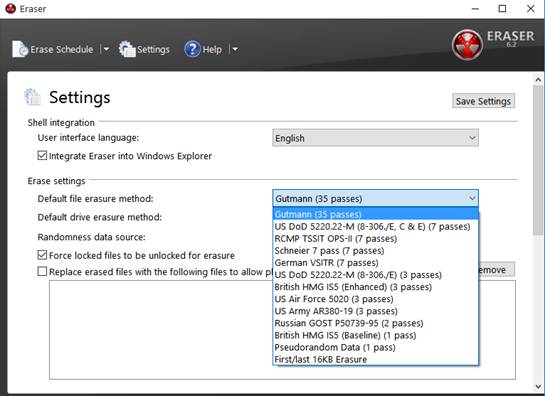 Eraser
Erase Schedule
Settings
Help
ERASER
6.2
Settings
Save Settings
Shell integration
User interface language:
English
Integrate Eraser into Windows Explorer
Erase settings
Default file erasure method:
Gutmann (35 passes)
Default drive erasure method:
Randomness data source:
Force locked files to be unlocked for erasure
Replace erased files with the following files to allow
Gutmann (35 passes)
US DoD 5220.22-M (8-306./E, C & E) (7 passes)
RCMP TSSIT OPS-II (7 passes)
Schneier 7 pass (7 passes)
German VSITR (7 passes)
US DoD 5220.22-M (8-306./E) (3 passes)
British HMG IS5 (Enhanced) (3 passes)
US Air Force 5020 (3 passes)
US Army AR380-19 (3 passes)
Russian GOST P50739-95 (2 passes)
British HMG IS5 (Baseline) (1 pass)
Pseudorandom Data (1 pass)
First/last 16KB Erasure